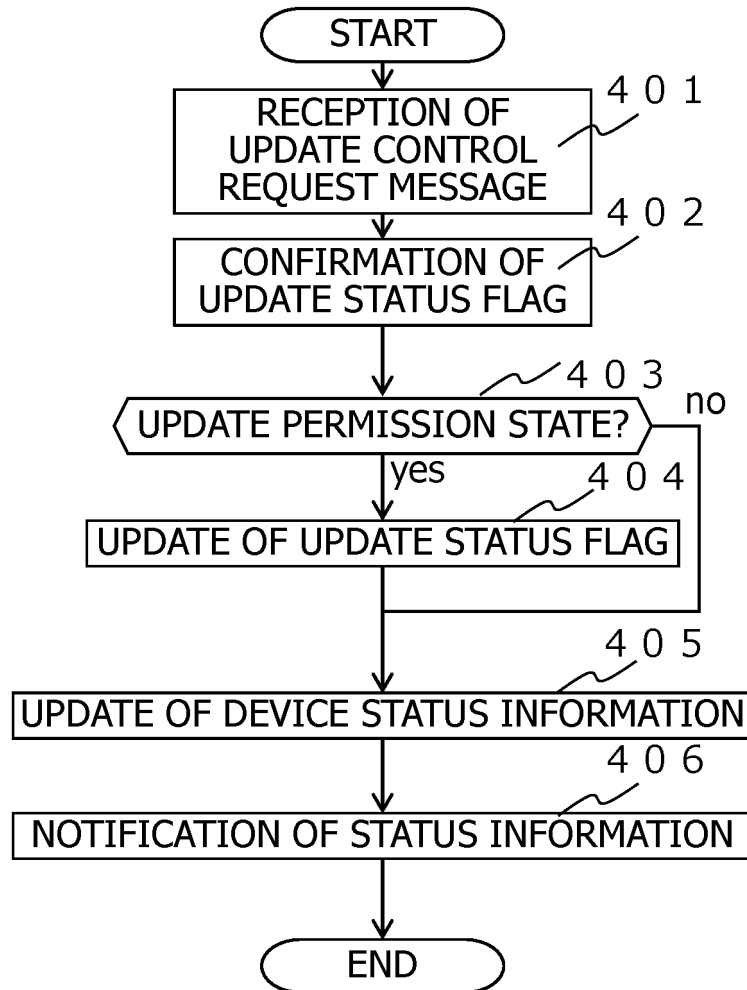 START
RECEPTION OF
UPDATE CONTROL
REQUEST MESSAGE
401
CONFIRMATION OF
UPDATE STATUS FLAG
402
UPDATE PERMISSION STATE?
403
no
yes
UPDATE OF UPDATE STATUS FLAG
404
UPDATE OF DEVICE STATUS INFORMATION
405
NOTIFICATION OF STATUS INFORMATION
406
END